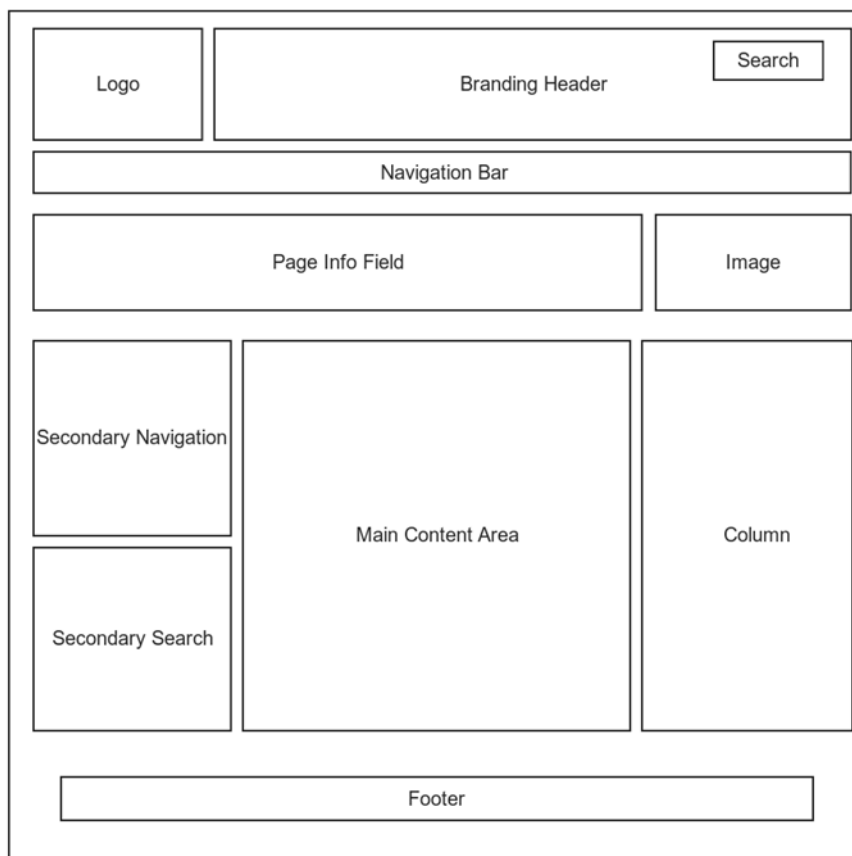 Logo
Branding Header
Search
Navigation Bar
Page Info Field
Image
Secondary Navigation
Main Content Area
Column
Secondary Search
Footer